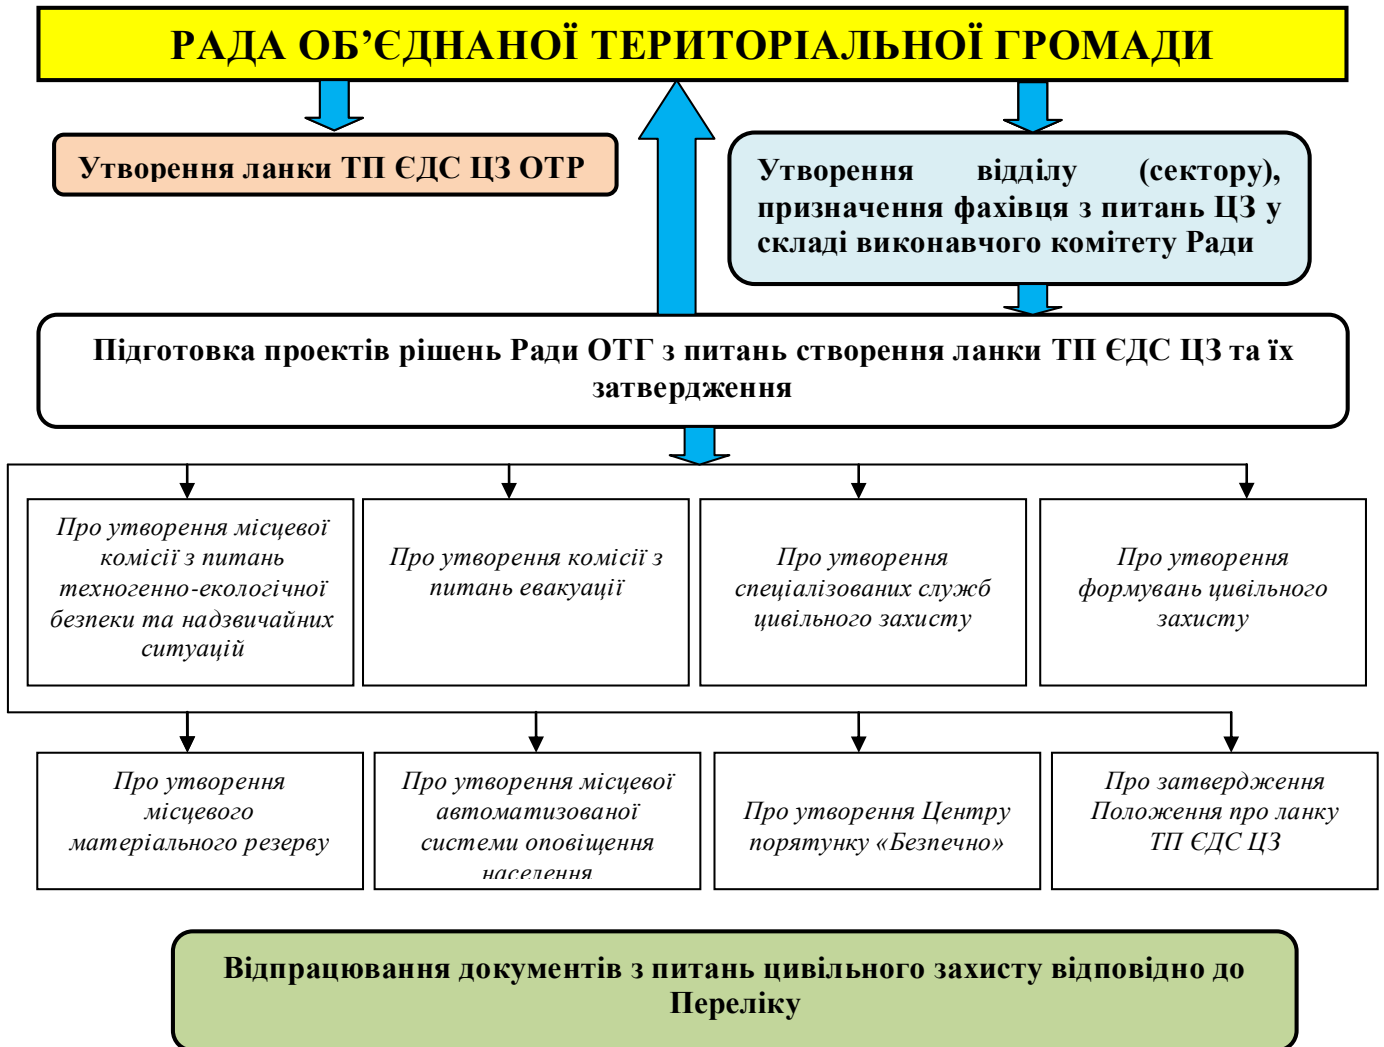 РАДА ОБ’ЄДНАНОЇ ТЕРИТОРІАЛЬНОЇ ГРОМАДИ
Утворення ланки ТП ЄДС ЦЗ ОТР
Утворення відділу (сектору),
призначення фахівця з питань ЦЗ у
складі виконавчого комітету Ради
Підготовка проектів рішень Ради ОТГ з питань створення ланки ТП ЄДС ЦЗ та їх
затвердження
Про утворення місцевої
комісії з питань
техногенно-екологічної
безпеки та надзвичайних
ситуацій
Про утворення комісії з
питань евакуації
Про утворення
спеціалізованих служб
цивільного захисту
Про утворення
формувань цивільного
захисту
Про утворення
місцевого
матеріального резерву
Про утворення місцевої
автоматизованої
системи оповіщення
населення
Про утворення Центру
порятунку «Безпечно»
Про затвердження
Положення про ланку
ТП ЄДС ЦЗ
Відпрацювання документів з питань цивільного захисту відповідно до
Переліку